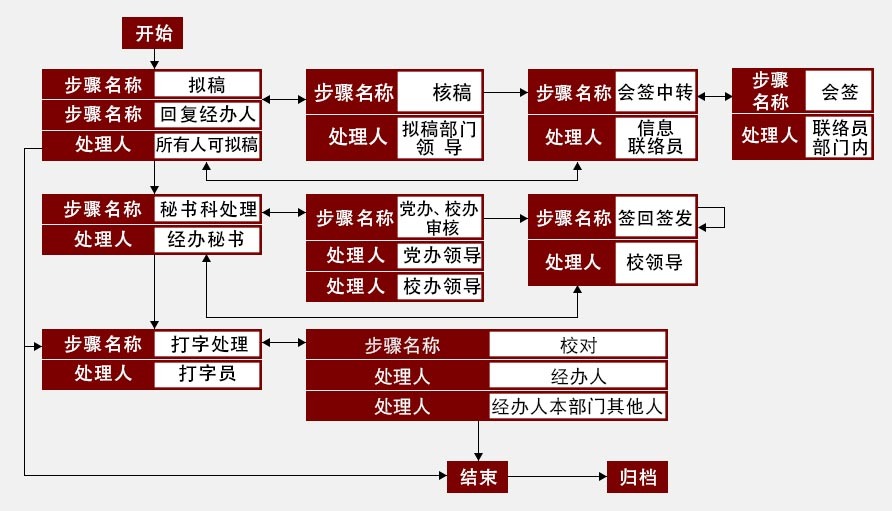 开始
步骤名称 拟稿
步骤名称 回复经办人
处理人 所有人可拟稿
步骤名称 核稿
处理人 拟稿部门
领 导
步骤名称 会签中转
处理人 信息
联络员
步骤
名称 会签
处理人 联络员
部门内
步骤名称 秘书科处理
处理人 经办秘书
步骤名称 党办、校办
审核
处理人 党办领导
处理人 校办领导
步骤名称 签回签发
处理人 校领导
步骤名称 打字处理
处理人 打字员
步骤名称 校对
处理人 经办人
处理人 经办人本部门其他人
结束
归档